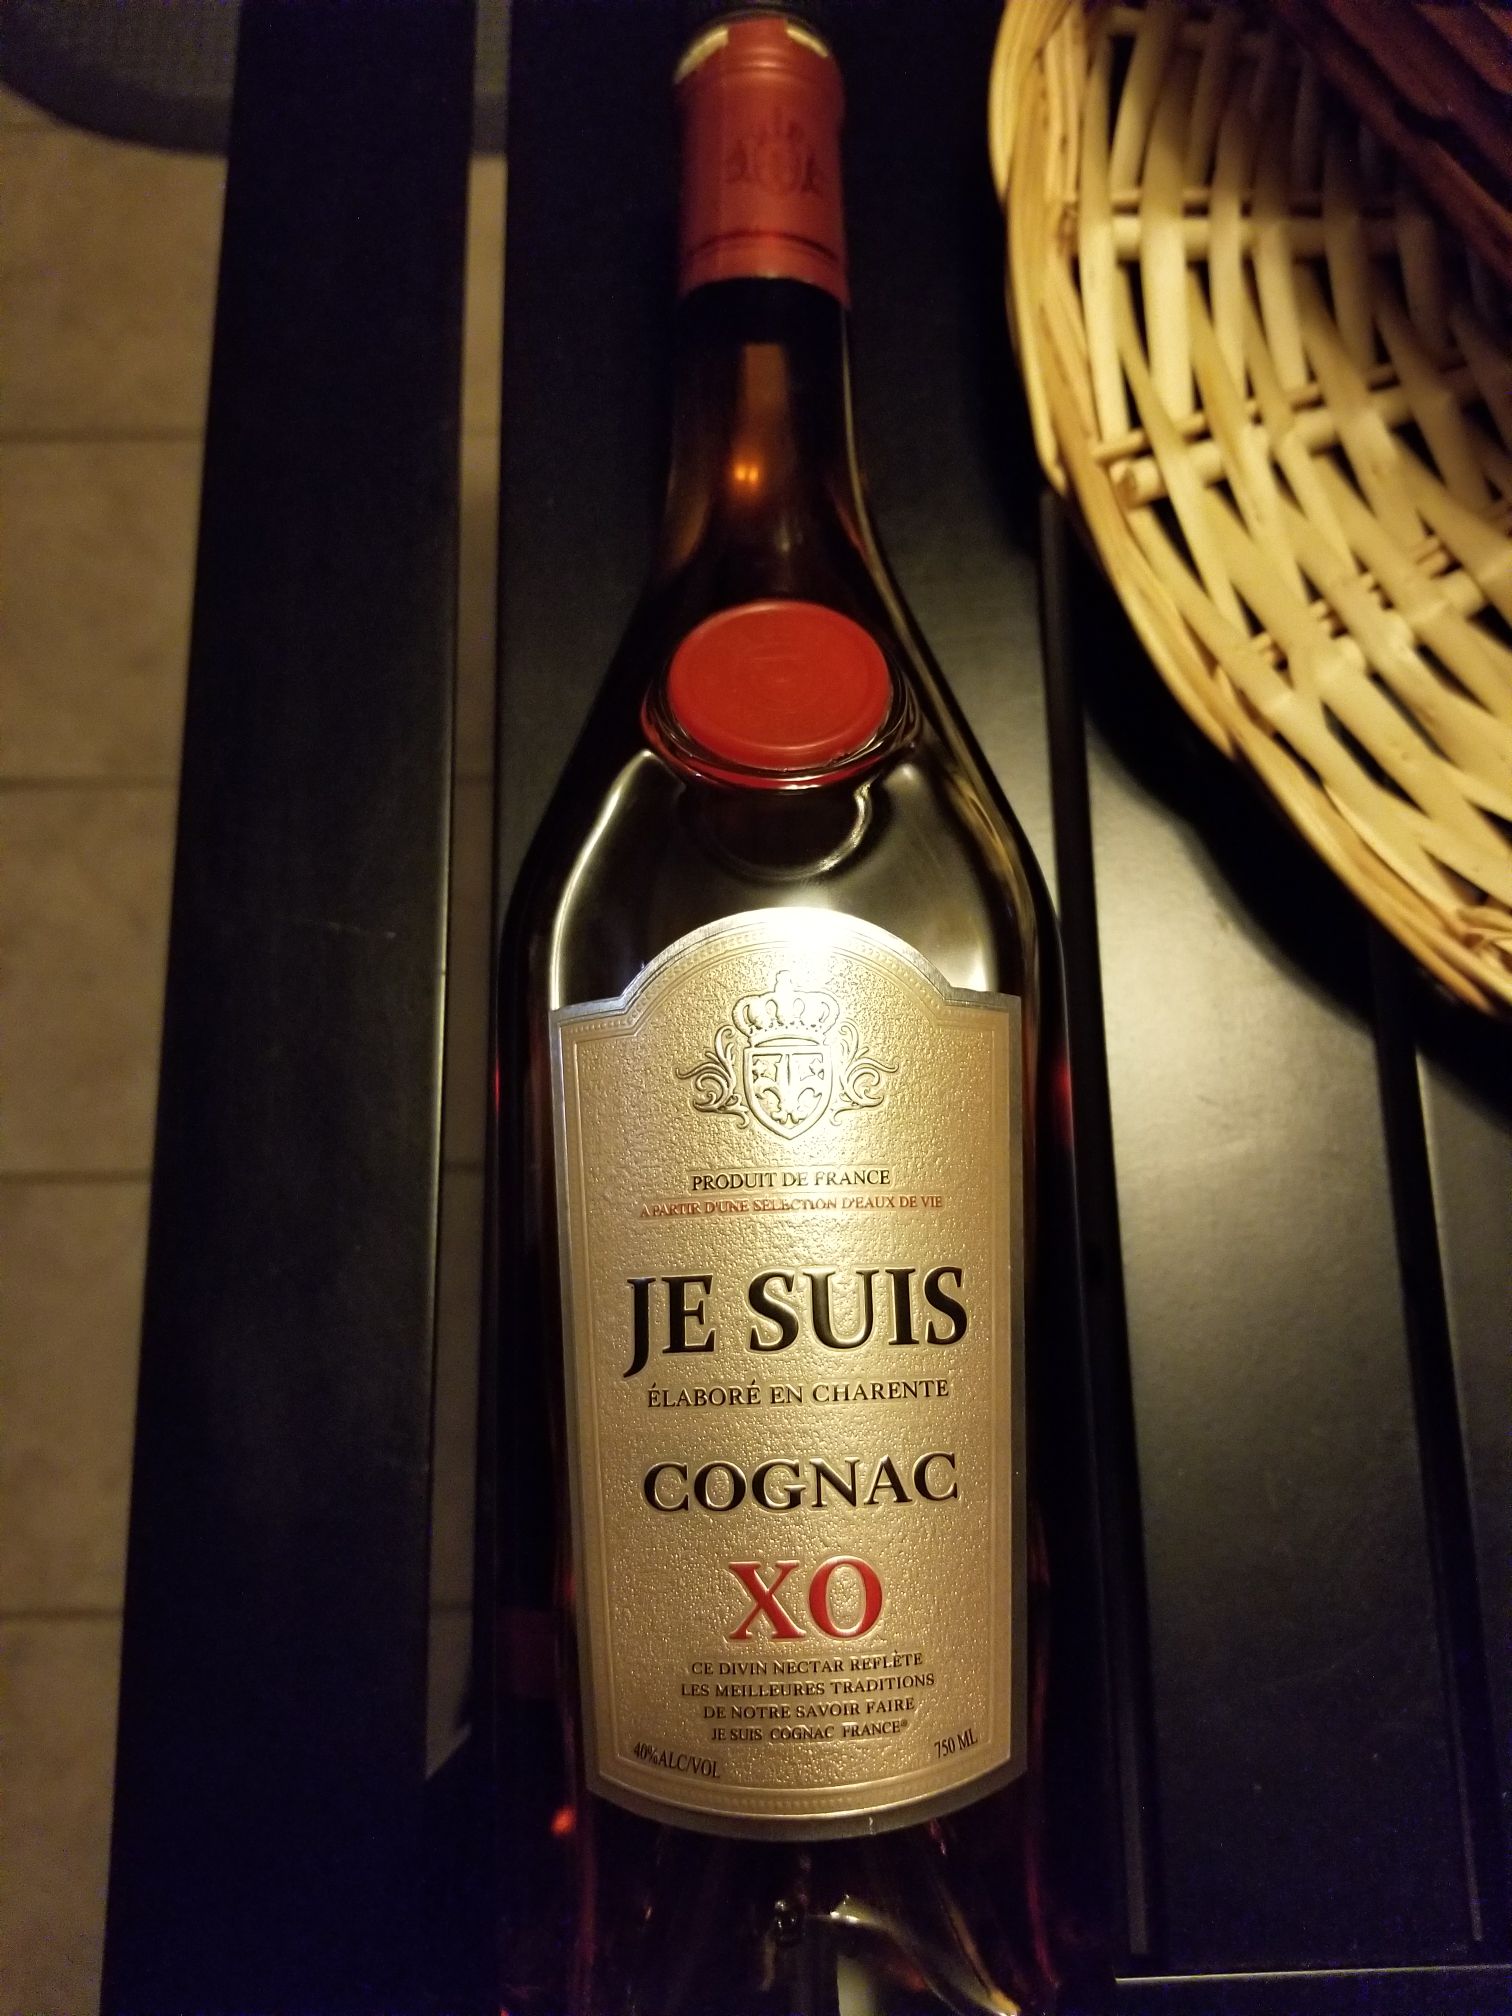 PRODUIT DE FRANCE
A PARTIR D'UNE SÉLECTION D'EAUX DE VIE
JE SUIS
ÉLABORÉ EN CHARENTE
COGNAC
XO
CE DIVIN NECTAR REFLÈTE
LES MEILLEURES TRADITIONS
DE NOTRE SAVOIR FAIRE
JE SUIS COGNAC FRANCE®
40%ALC/VOL
750 ML